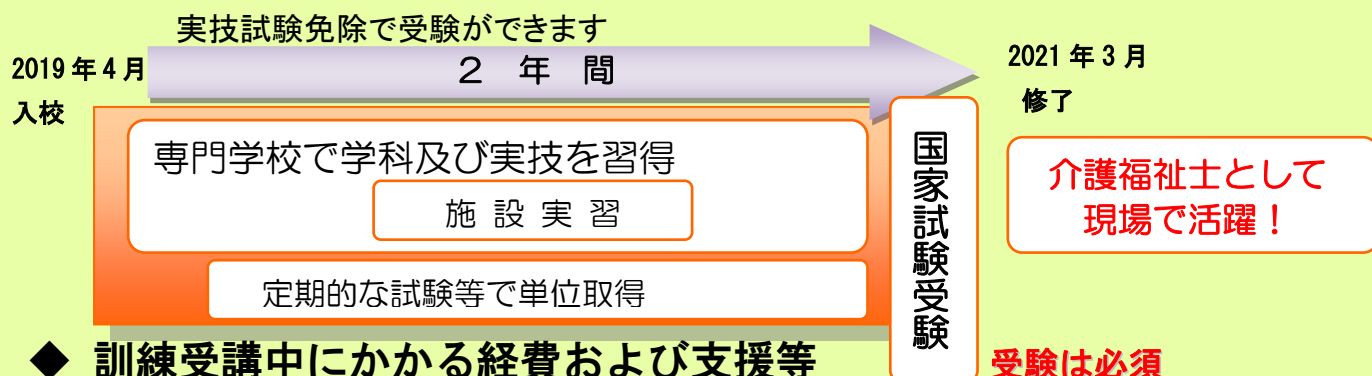 実技試験免除で受験ができます
2019年4月
入校
2 年 間
2021年3月
修了
専門学校で学科及び実技を習得
施 設 実 習
定期的な試験等で単位取得
国家試験受験
介護福祉士として
現場で活躍！
◆ 訓練受講中にかかる経費および支援等
受験は必須